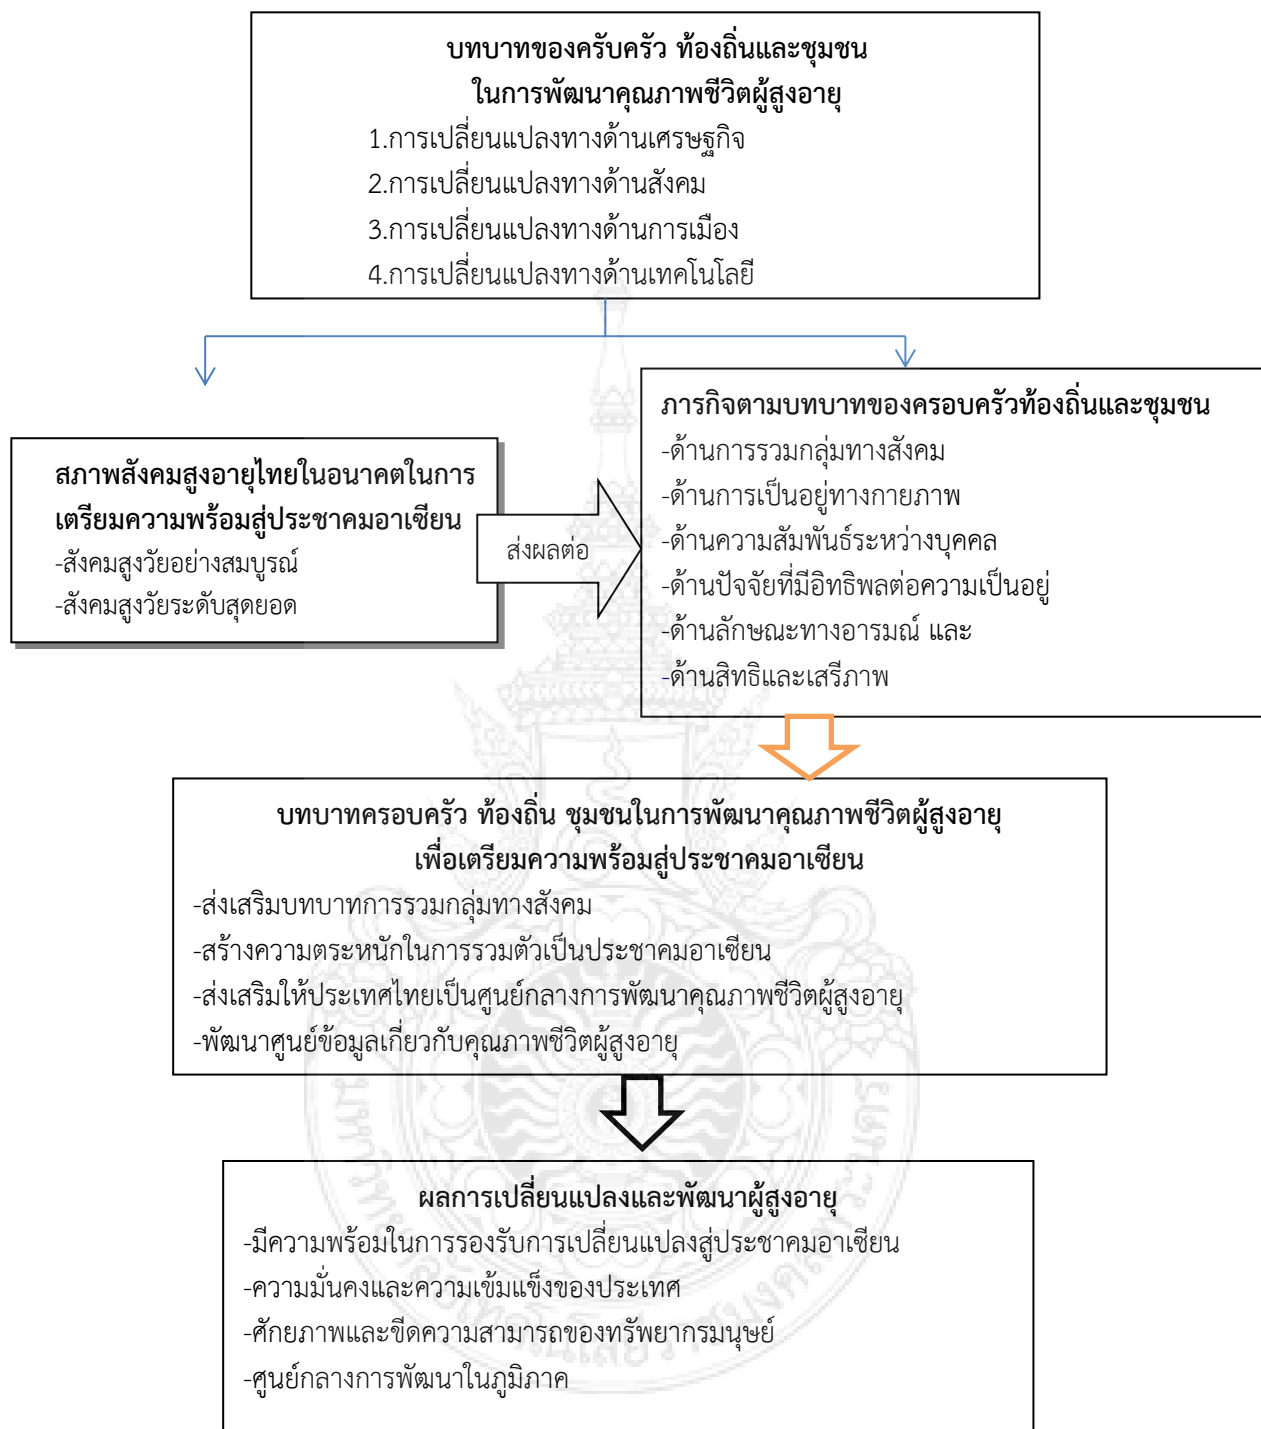 บทบาทของครับครัว ท้องถิ่นและชุมชน
ในการพัฒนาคุณภาพชีวิตผู้สูงอายุ
1.การเปลี่ยนแปลงทางด้านเศรษฐกิจ
2.การเปลี่ยนแปลงทางด้านสังคม
3.การเปลี่ยนแปลงทางด้านการเมือง
4.การเปลี่ยนแปลงทางด้านเทคโนโลยี
สภาพสังคมสูงอายุไทยในอนาคตในการ
เตรียมความพร้อมสู่ประชาคมอาเซียน
-สังคมสูงวัยอย่างสมบูรณ์
-สังคมสูงวัยระดับสุดยอด
ส่งผลต่อ
ภารกิจตามบทบาทของครอบครัวท้องถิ่นและชุมชน
-ด้านการรวมกลุ่มทางสังคม
-ด้านการเป็นอยู่ทางกายภาพ
-ด้านความสัมพันธ์ระหว่างบุคคล
-ด้านปัจจัยที่มีอิทธิพลต่อความเป็นอยู่
-ด้านลักษณะทางอารมณ์ และ
-ด้านสิทธิและเสรีภาพ
บทบาทครอบครัว ท้องถิ่น ชุมชนในการพัฒนาคุณภาพชีวิตผู้สูงอายุ
เพื่อเตรียมความพร้อมสู่ประชาคมอาเซียน
-ส่งเสริมบทบาทการรวมกลุ่มทางสังคม
-สร้างความตระหนักในการรวมตัวเป็นประชาคมอาเซียน
-ส่งเสริมให้ประเทศไทยเป็นศูนย์กลางการพัฒนาคุณภาพชีวิตผู้สูงอายุ
-พัฒนาศูนย์ข้อมูลเกี่ยวกับคุณภาพชีวิตผู้สูงอายุ
ผลการเปลี่ยนแปลงและพัฒนาผู้สูงอายุ
-มีความพร้อมในการรองรับการเปลี่ยนแปลงสู่ประชาคมอาเซียน
-ความมั่นคงและความเข้มแข็งของประเทศ
-ศักยภาพและขีดความสามารถของทรัพยากรมนุษย์
-ศูนย์กลางการพัฒนาในภูมิภาค
มหาวิทยาลัยเทคโนโลยีราชมงคลพระนคร